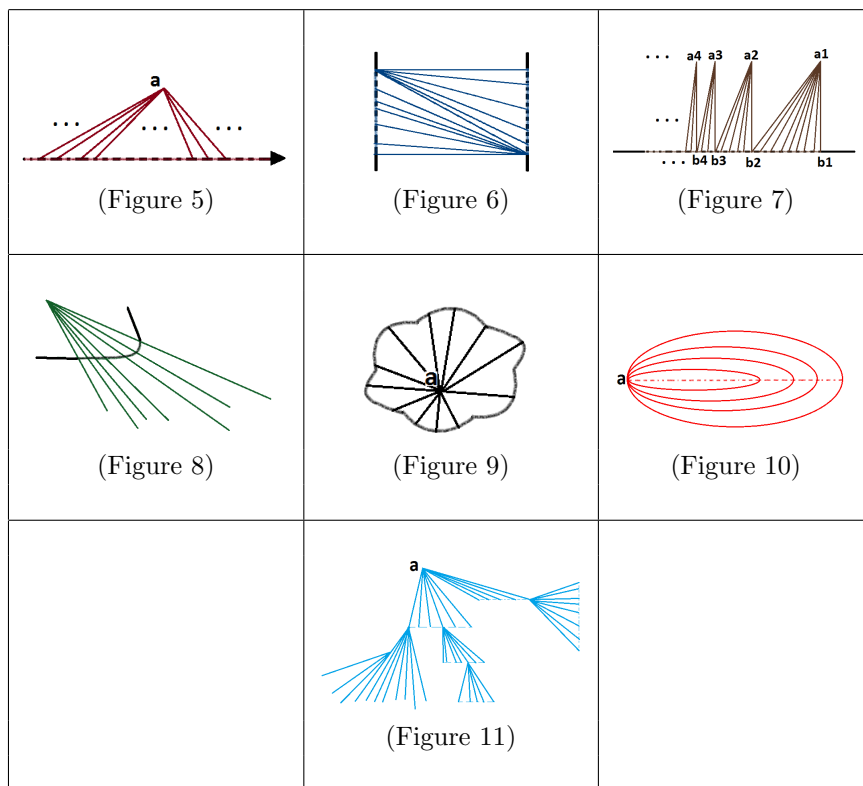 a
. . .
. . .
. . .
(Figure 5)
(Figure 6)
. . . a4 a3 a2 a1
. . .
. . . b4 b3 b2 b1
(Figure 7)
(Figure 8)
a
(Figure 9)
a
(Figure 10)
a
(Figure 11)